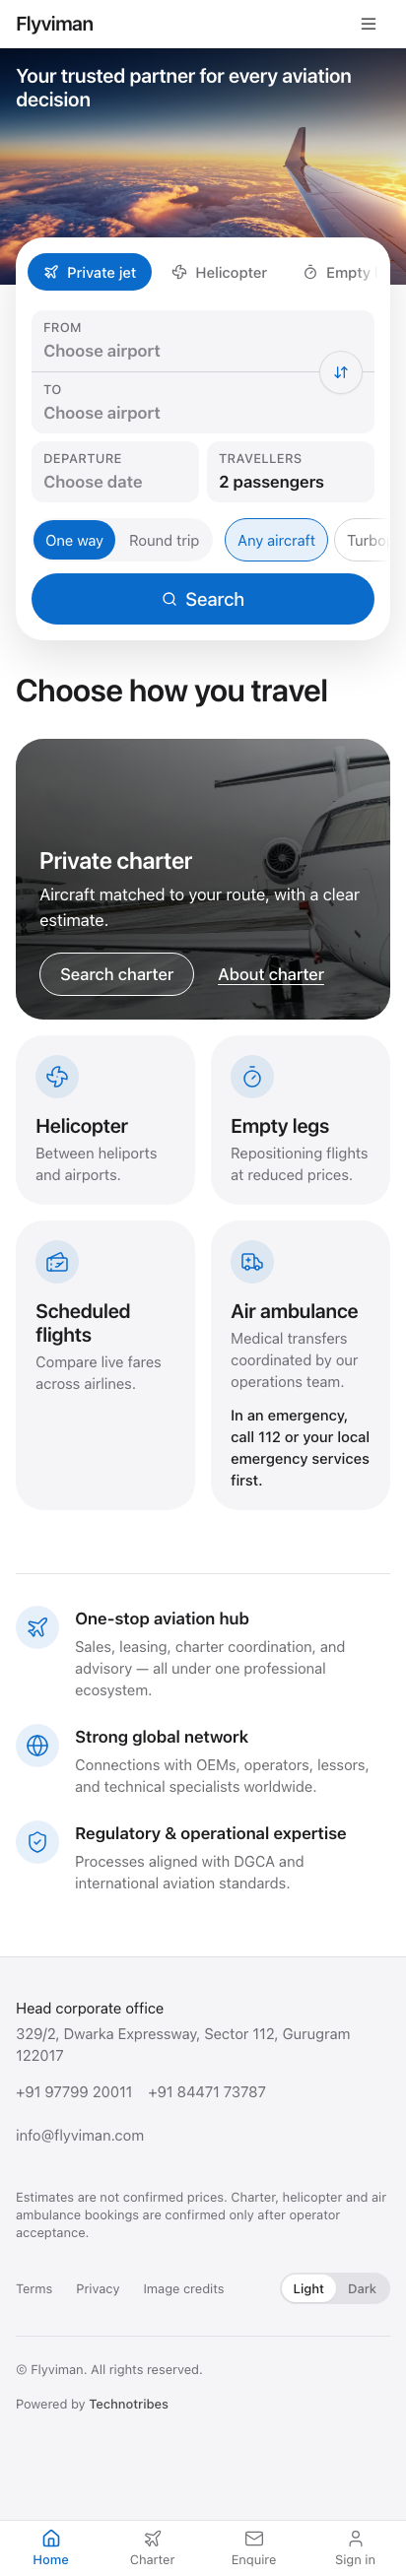 Flyviman
Your trusted partner for every aviation
decision
Private jet
Helicopter
Empty
FROM
Choose airport
TO
Choose airport
DEPARTURE
Choose date
TRAVELLERS
2 passengers
One way
Round trip
Any aircraft
Search
Choose how you travel
Private charter
Aircraft matched to your route, with a clear
estimate.
Search charter
About charter
Helicopter
Between heliports
and airports.
Empty legs
Repositioning flights
at reduced prices.
Scheduled
flights
Compare live fares
across airlines.
Air ambulance
Medical transfers
coordinated by our
operations team.
In an emergency,
call 112 or your local
emergency services
first.
One-stop aviation hub
Sales, leasing, charter coordination, and
advisory — all under one professional
ecosystem.
Strong global network
Connections with OEMs, operators, lessors,
and technical specialists worldwide.
Regulatory & operational expertise
Processes aligned with DGCA and
international aviation standards.
Head corporate office
329/2, Dwarka Expressway, Sector 112, Gurugram
122017
+91 97799 20011 +91 84471 73787
info@flyviman.com
Estimates are not confirmed prices. Charter, helicopter and air
ambulance bookings are confirmed only after operator
acceptance.
Terms
Privacy
Image credits
Light
Dark
© Flyviman. All rights reserved.
Powered by Technotribes
Home
Charter
Enquire
Sign in